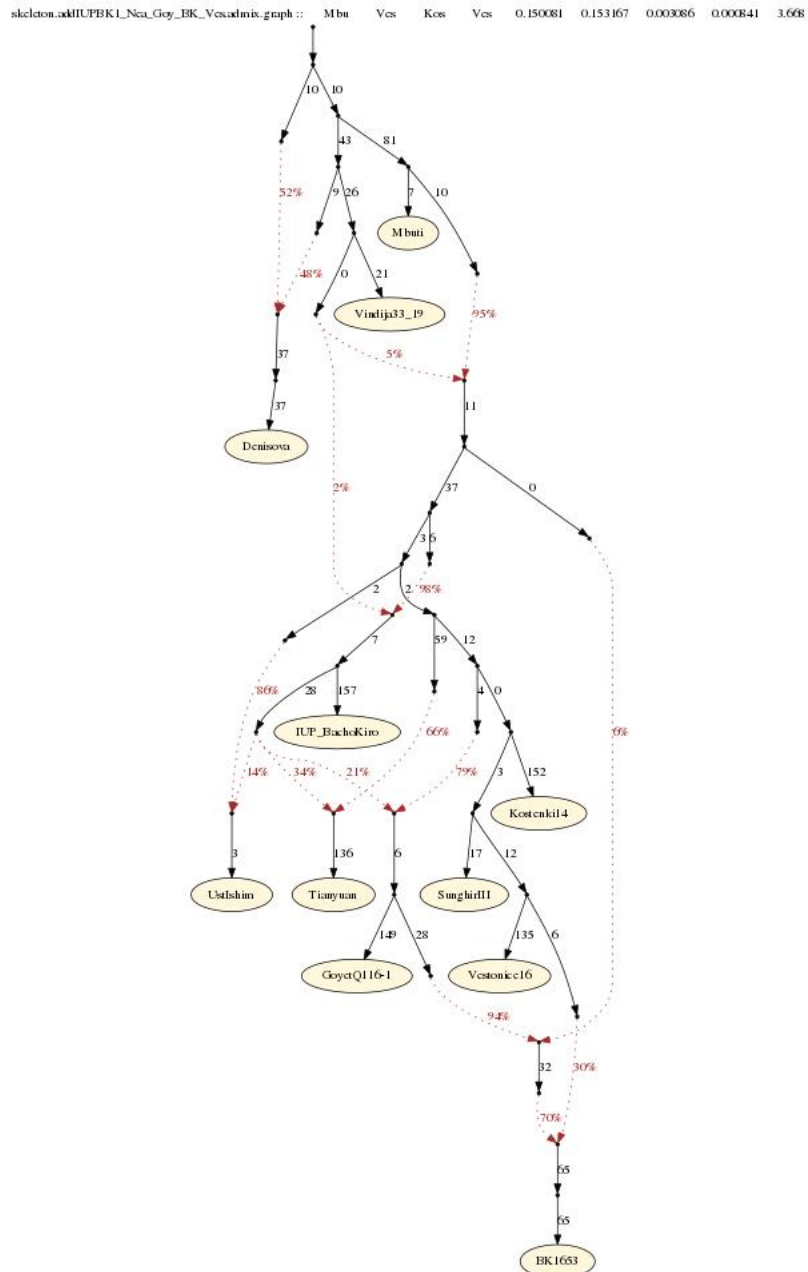 skeleton.addIUPBK1_Nea_Goy_BK_Ves.admix.graph :: Mbu Ves Kos Ves 0.150081 0.153167 0.003086 0.000841 3.668
10 10
43 81
52% 9 26 7 10
Mbuti
48% 0 21 95%
Vindija33_19
5%
37
37 11
Denisova
2% 37 0
3 6
2 2 98%
7 59 12
86% 28 157 4 0
IUP_BachoKiro 66% 6%
14% 34% 21% 79% 3 152
Kostenki14
3 136 6 17 12
UstIshim Tianyuan SunghirIII
149 28 135 6
GoyetQ116-1 Vestonice16
94%
32 30%
70%
65
65
BK1653